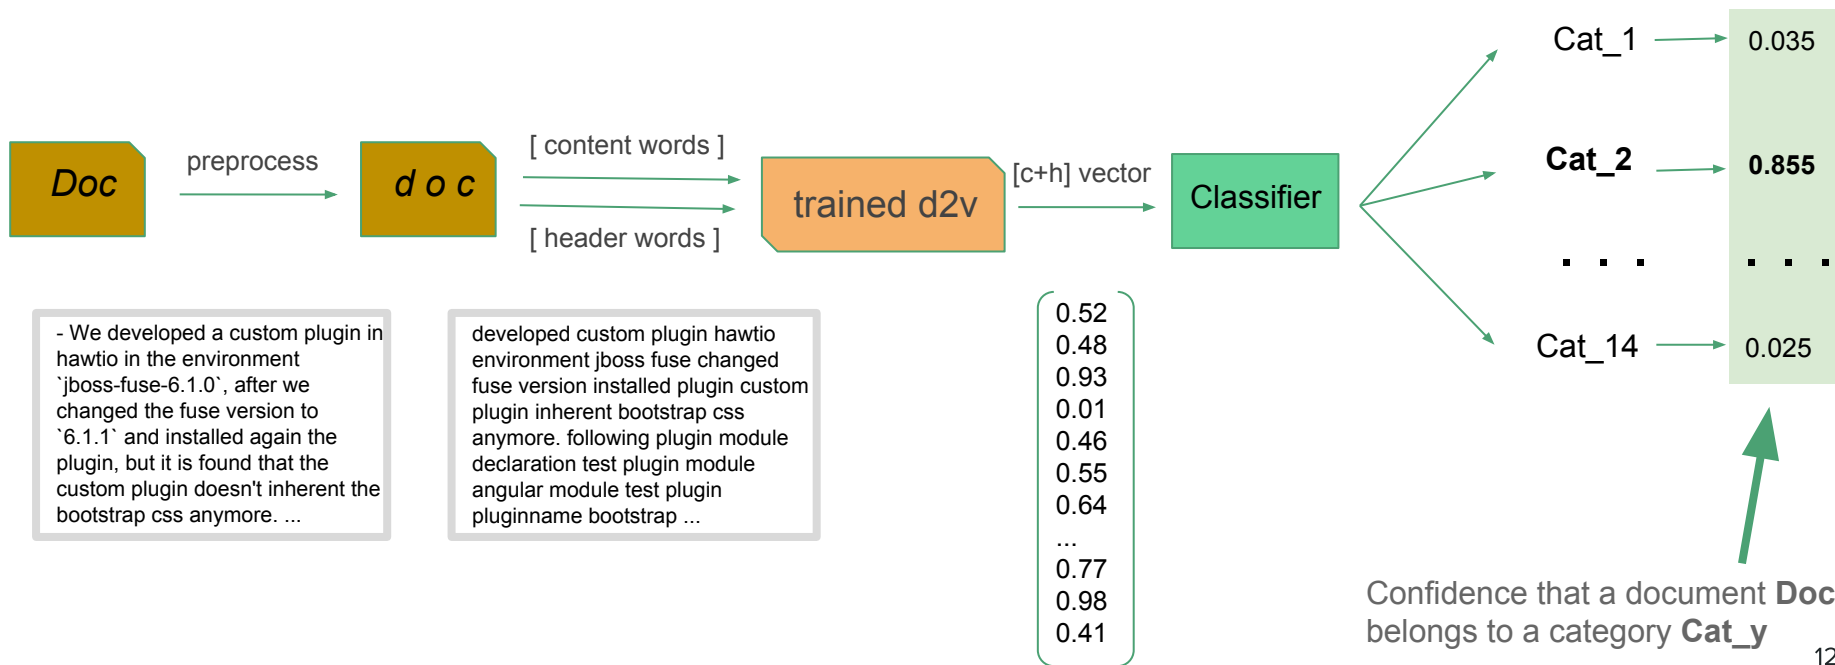 Doc
preprocess
d o c
[ content words ]
[ header words ]
trained d2v
[c+h] vector
Classifier
Cat_1
0.035
Cat_2
0.855
. . .
. . .
Cat_14
0.025
- We developed a custom plugin in
hawtio in the environment
`jboss-fuse-6.1.0`, after we
changed the fuse version to
`6.1.1` and installed again the
plugin, but it is found that the
custom plugin doesn't inherent the
bootstrap css anymore. ...
developed custom plugin hawtio
environment jboss fuse changed
fuse version installed plugin custom
plugin inherent bootstrap css
anymore. following plugin module
declaration test plugin module
angular module test plugin
pluginname bootstrap ...
0.52
0.48
0.93
0.01
0.46
0.55
0.64
...
0.77
0.98
0.41
Confidence that a document Doc
belongs to a category Cat_y
12